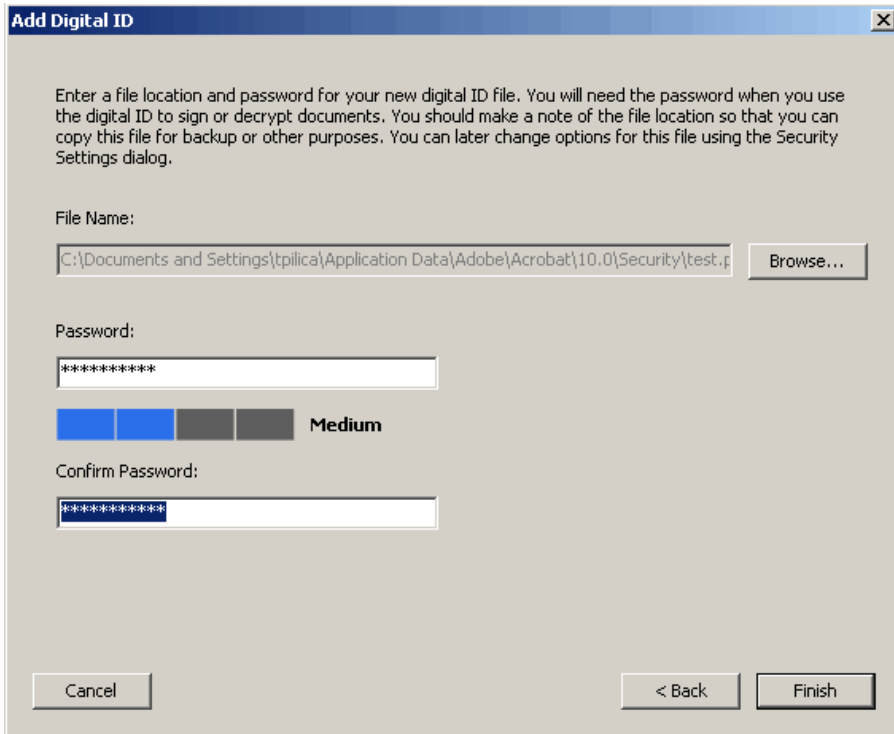 Add Digital ID
Enter a file location and password for your new digital ID file. You will need the password when you use
the digital ID to sign or decrypt documents. You should make a note of the file location so that you can
copy this file for backup or other purposes. You can later change options for this file using the Security
Settings dialog.
File Name:
C:\Documents and Settings\tpilica\Application Data\Adobe\Acrobat\10.0\Security\test.p
Browse...
Password:
**********
Medium
Confirm Password:
***********
Cancel
< Back
Finish